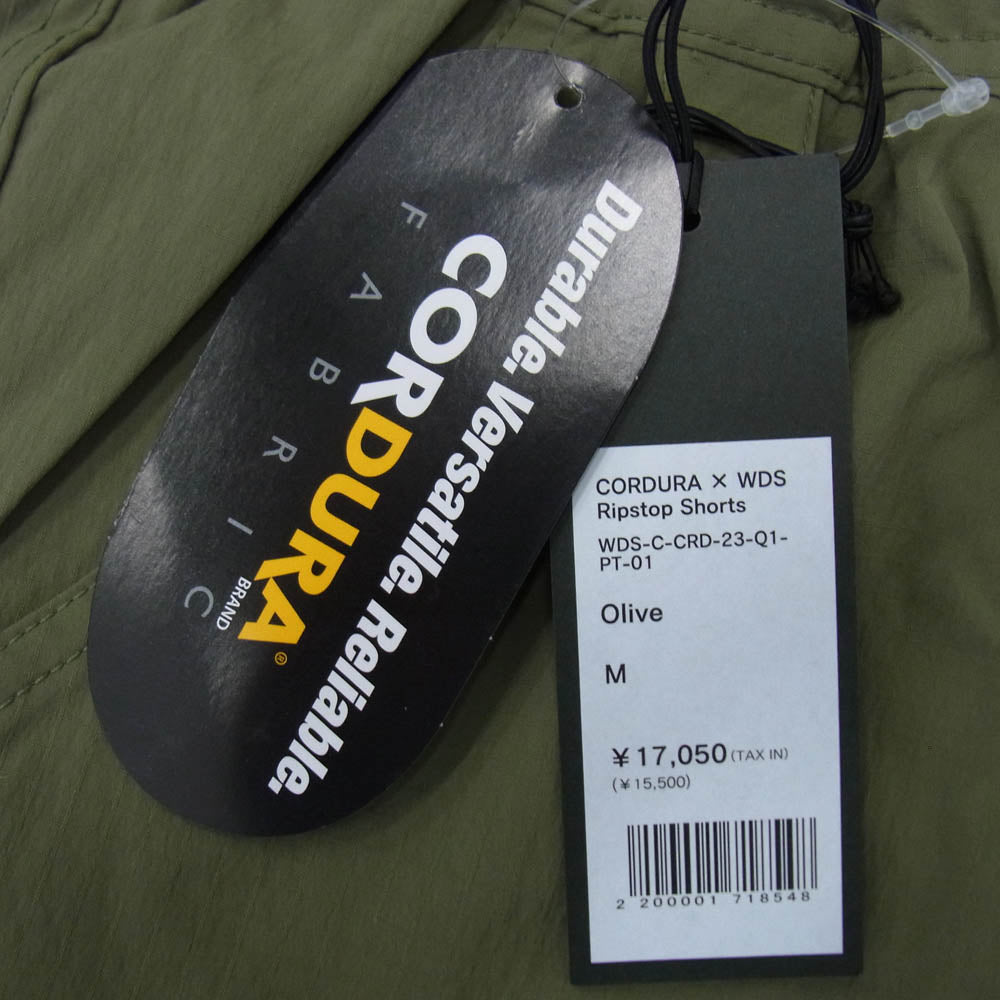 Durable. Versatile. Reliable.
CORDURA®
BRAND
FABRIC
CORDURA × WDS
Ripstop Shorts
WDS-C-CRD-23-Q1-
PT-01
Olive
M
¥17,050 (TAX IN)
(¥15,500)
2 200001 718548